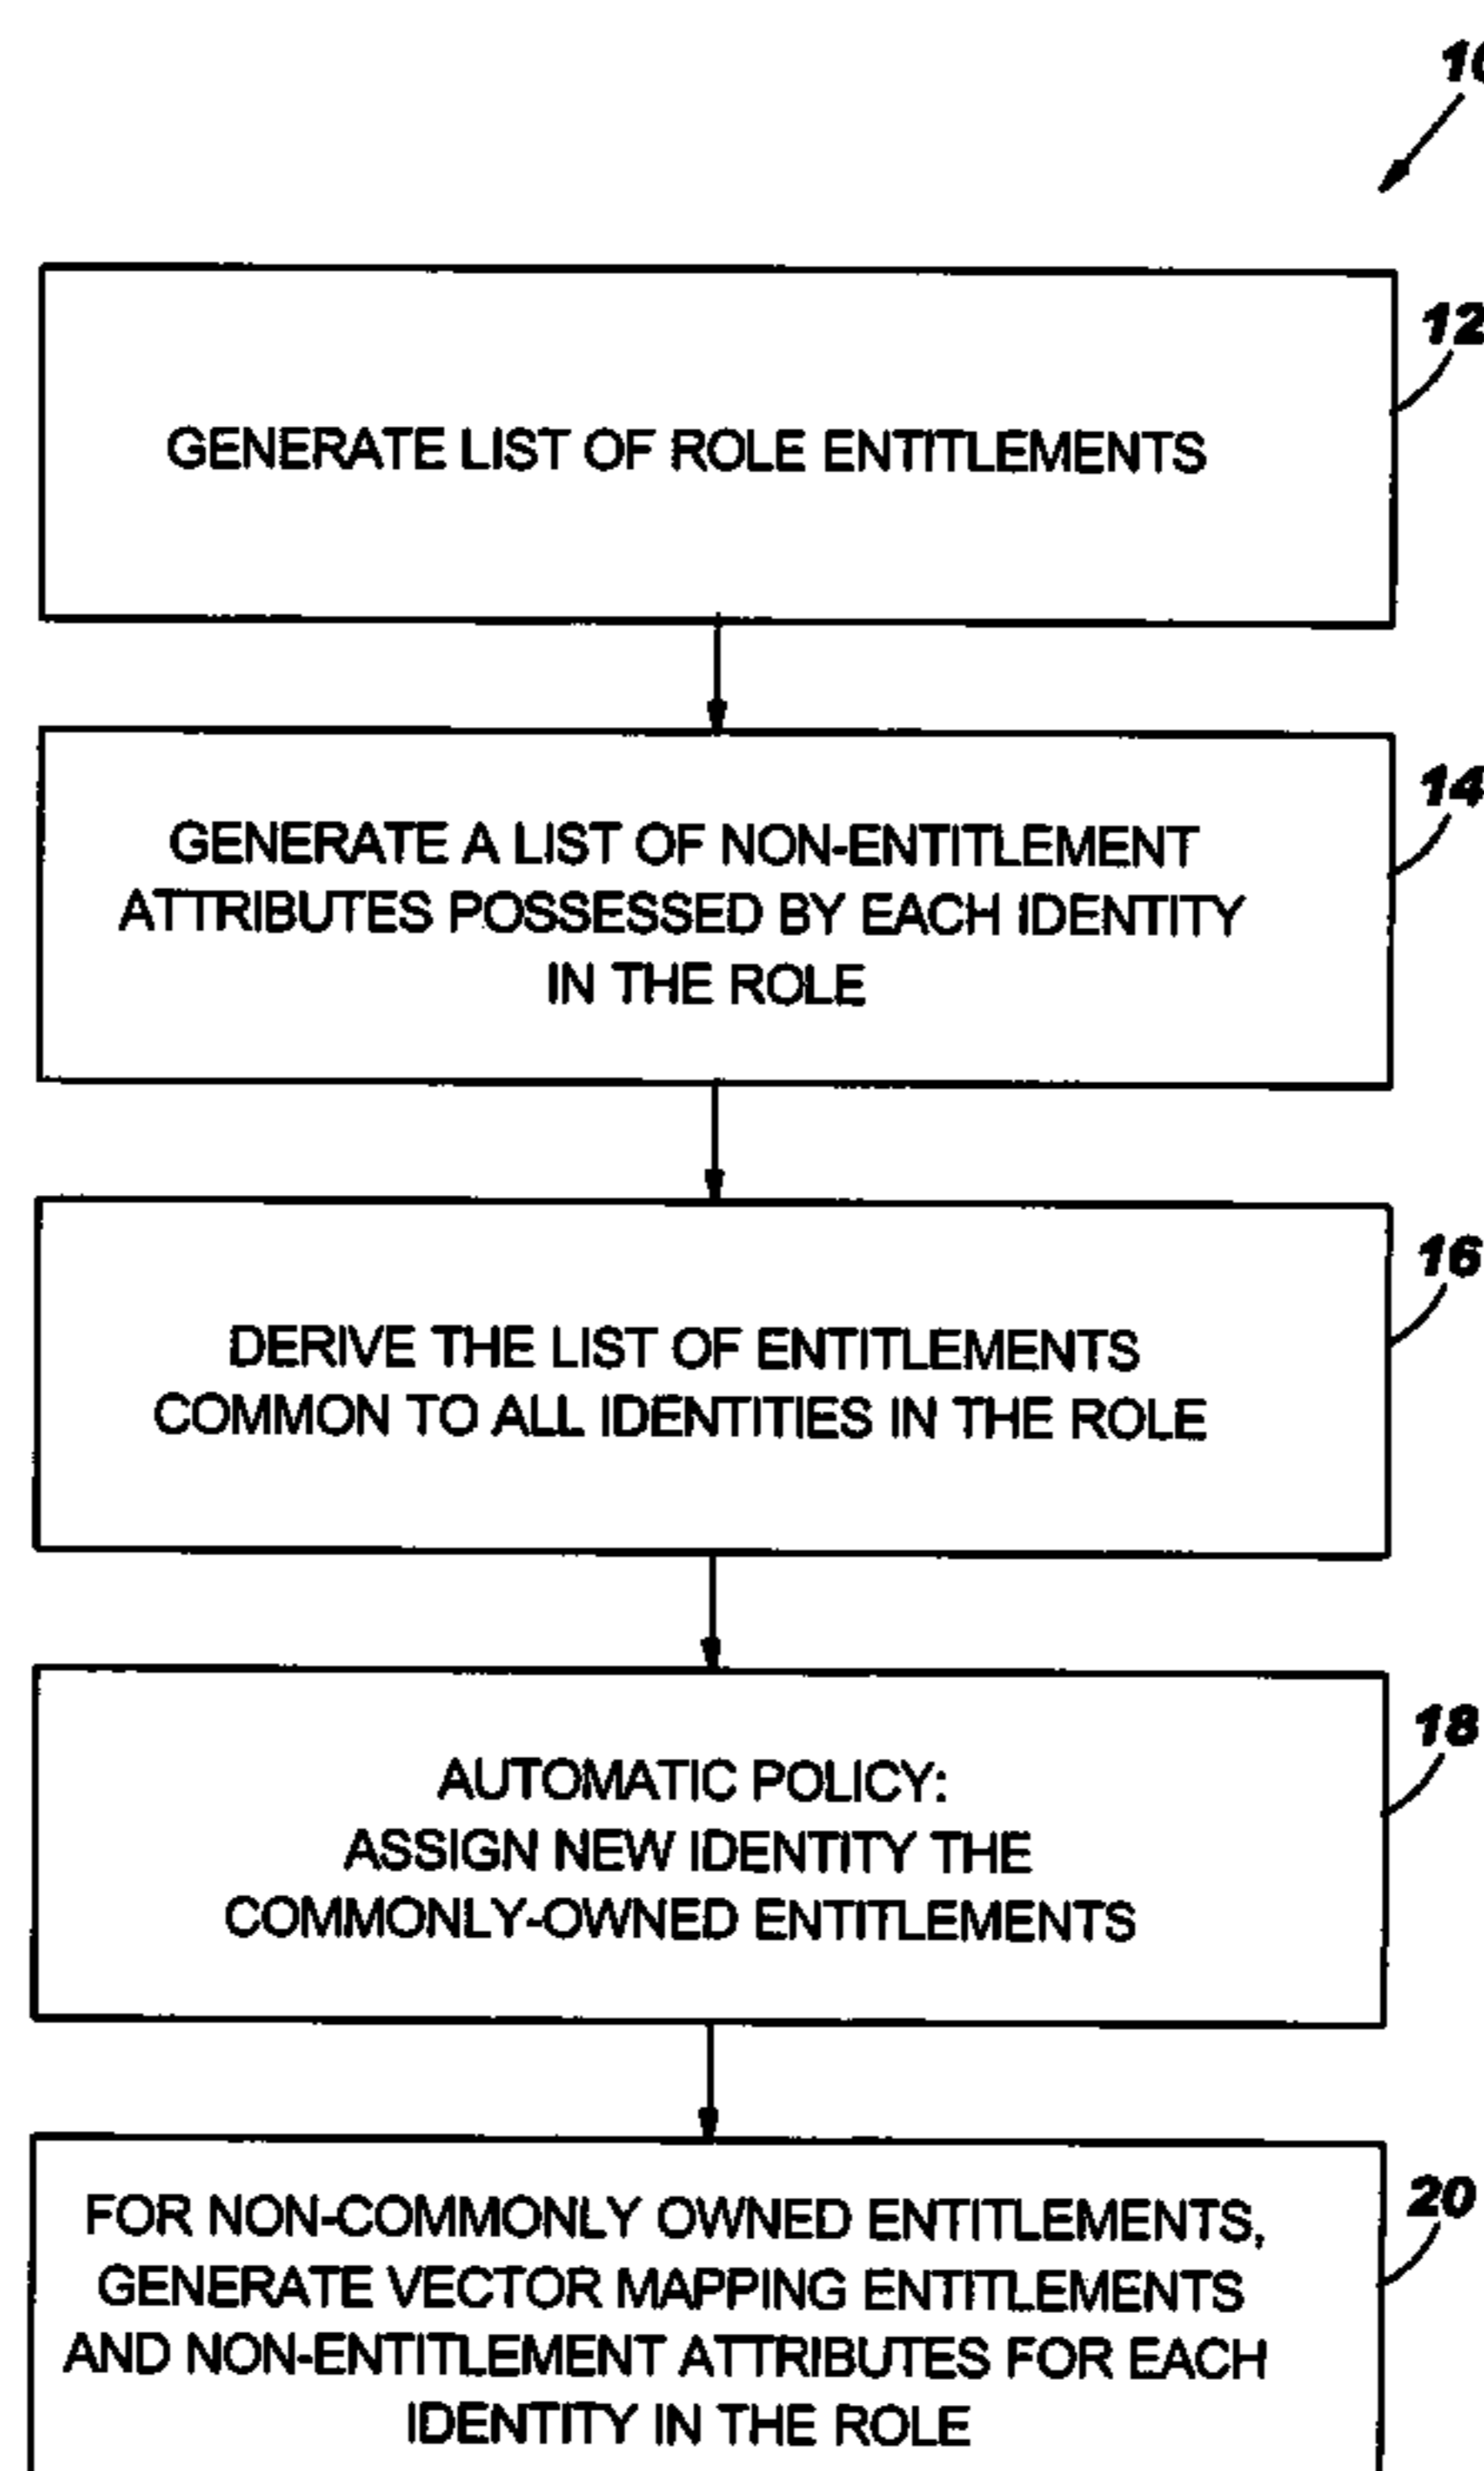 10
12
GENERATE LIST OF ROLE ENTITLEMENTS
14
GENERATE A LIST OF NON-ENTITLEMENT
ATTRIBUTES POSSESSED BY EACH IDENTITY
IN THE ROLE
16
DERIVE THE LIST OF ENTITLEMENTS
COMMON TO ALL IDENTITIES IN THE ROLE
18
AUTOMATIC POLICY:
ASSIGN NEW IDENTITY THE
COMMONLY-OWNED ENTITLEMENTS
20
FOR NON-COMMONLY OWNED ENTITLEMENTS,
GENERATE VECTOR MAPPING ENTITLEMENTS
AND NON-ENTITLEMENT ATTRIBUTES FOR EACH
IDENTITY IN THE ROLE